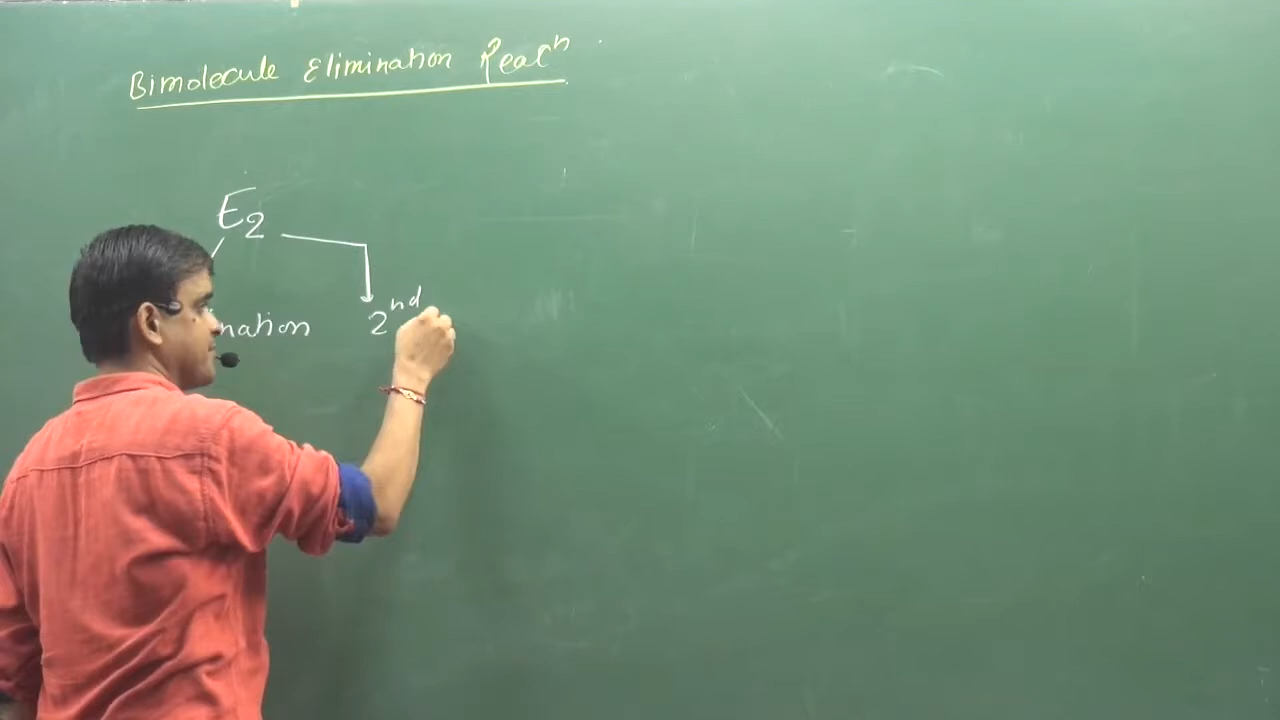 Bimolecule Elimination Reacⁿ
E₂
nation 2ⁿᵈ